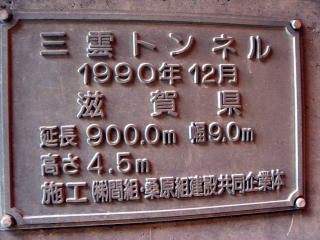 三雲トンネル
1990年12月
滋賀県
延長 900.0m 幅9.0m
高さ 4.5m
施工 ㈱間組・桑原組建設共同企業体